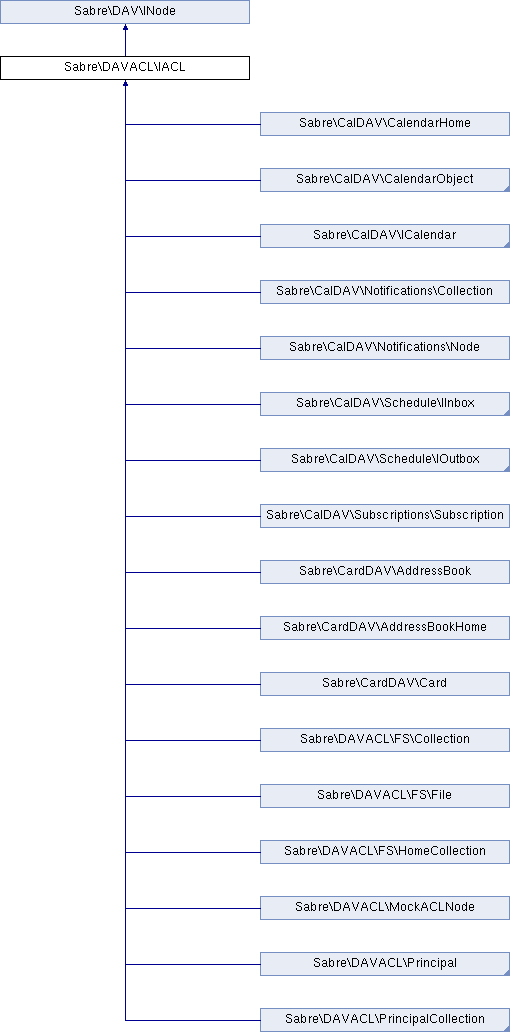 Sabre\DAV\INode
Sabre\DAVACL\IACL
Sabre\CalDAV\CalendarHome
Sabre\CalDAV\CalendarObject
Sabre\CalDAV\ICalendar
Sabre\CalDAV\Notifications\Collection
Sabre\CalDAV\Notifications\Node
Sabre\CalDAV\Schedule\IInbox
Sabre\CalDAV\Schedule\IOutbox
Sabre\CalDAV\Subscriptions\Subscription
Sabre\CardDAV\AddressBook
Sabre\CardDAV\AddressBookHome
Sabre\CardDAV\Card
Sabre\DAVACL\FS\Collection
Sabre\DAVACL\FS\File
Sabre\DAVACL\FS\HomeCollection
Sabre\DAVACL\MockACLNode
Sabre\DAVACL\Principal
Sabre\DAVACL\PrincipalCollection